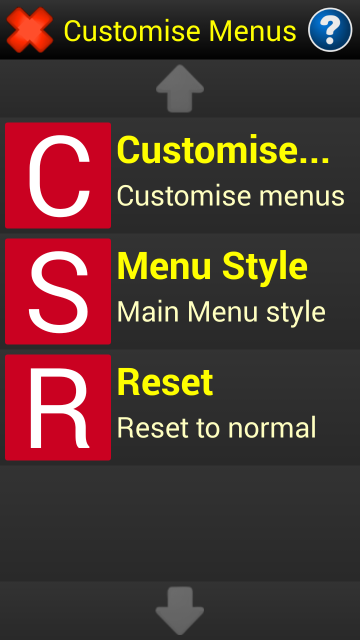 Customise Menus
?
C
Customise...
Customise menus
S
Menu Style
Main Menu style
R
Reset
Reset to normal